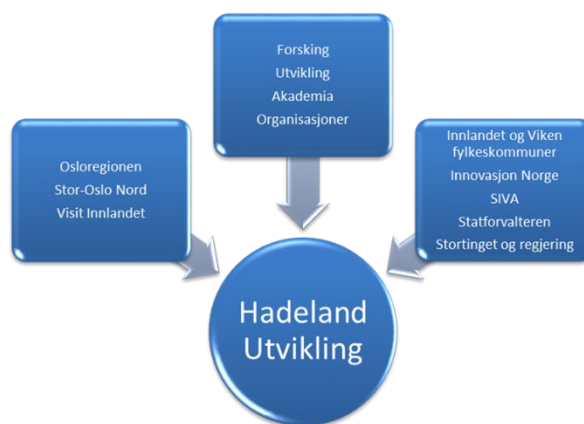 Forsking
Utvikling
Akademia
Organisasjoner
Osloregionen
Stor-Oslo Nord
Visit Innlandet
Innlandet og Viken
fylkeskommuner
Innovasjon Norge
SIVA
Statforvalteren
Stortinget og regjering
Hadeland
Utvikling